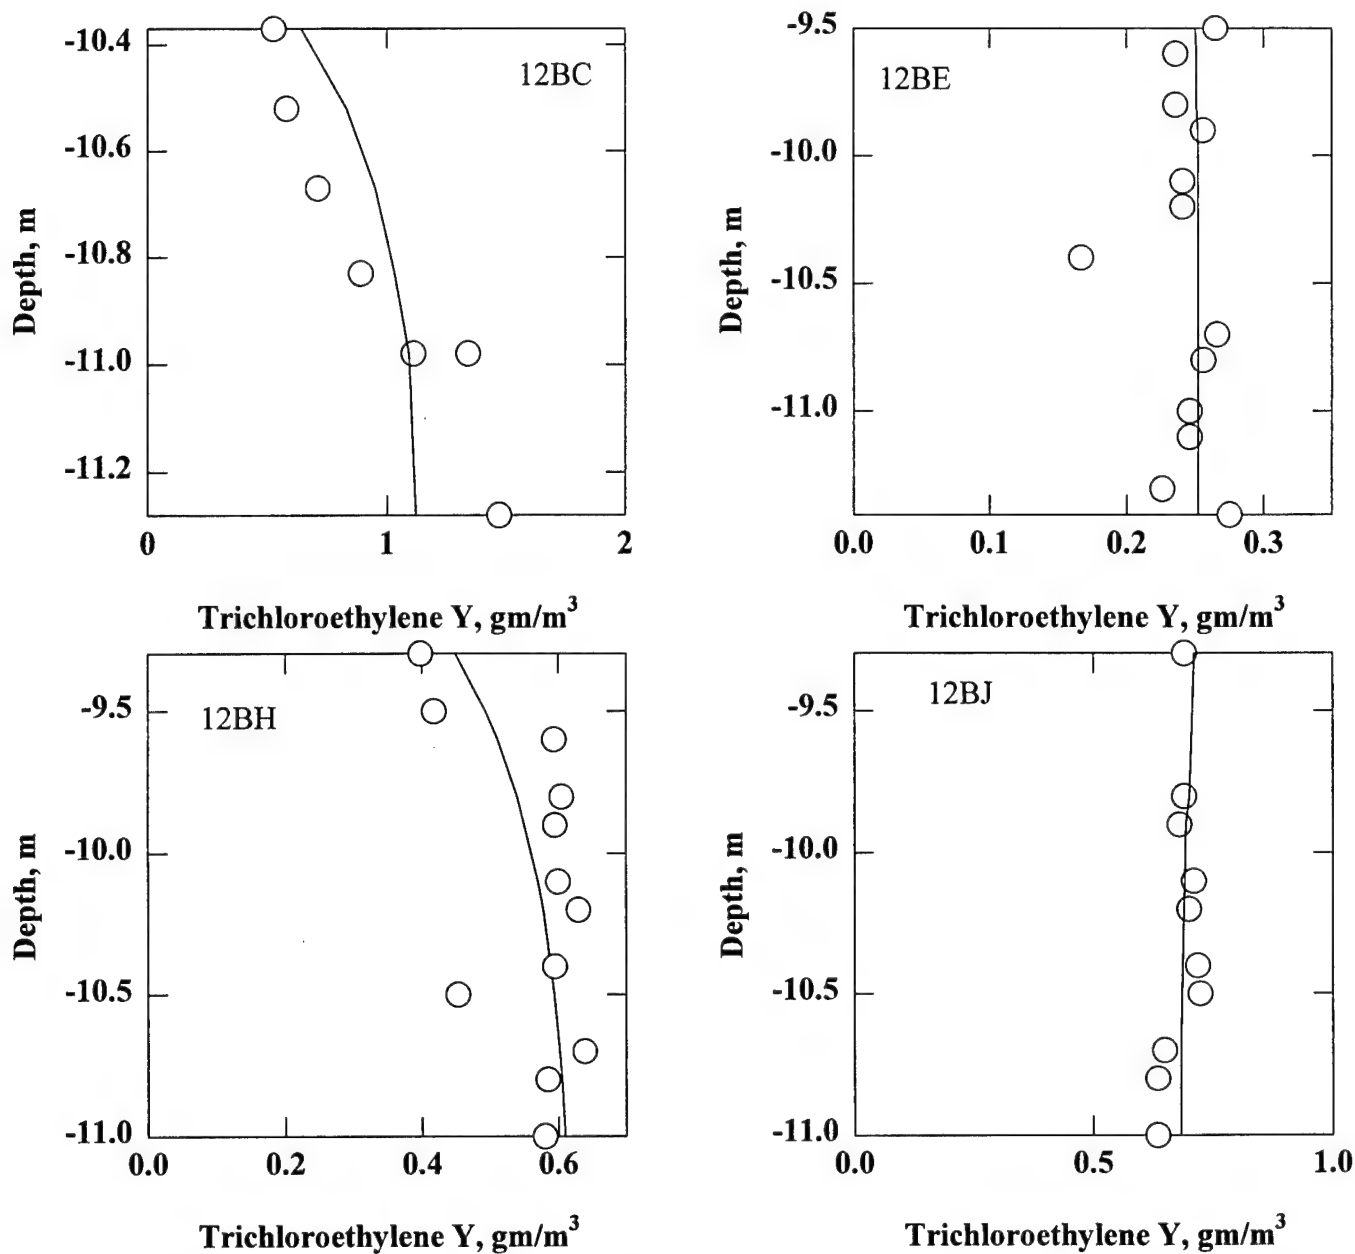 12BC
-10.4
-10.6
-10.8
-11.0
-11.2
Depth, m
0 1 2
Trichloroethylene Y, gm/m³
12BE
-9.5
-10.0
-10.5
-11.0
Depth, m
0.0 0.1 0.2 0.3
Trichloroethylene Y, gm/m³
12BH
-9.5
-10.0
-10.5
-11.0
Depth, m
0.0 0.2 0.4 0.6
Trichloroethylene Y, gm/m³
12BJ
-9.5
-10.0
-10.5
-11.0
Depth, m
0.0 0.5 1.0
Trichloroethylene Y, gm/m³